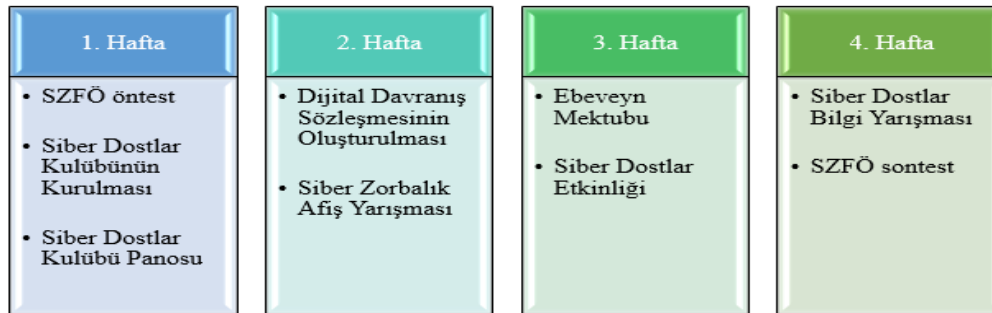 1. Hafta
• SZFÖ öntest
• Siber Dostlar
Kulübünün
Kurulması
• Siber Dostlar
Kulübü Panosu
2. Hafta
• Dijital Davranış
Sözleşmesinin
Oluşturulması
• Siber Zorbalık
Afiş Yarışması
3. Hafta
• Ebeveyn
Mektubu
• Siber Dostlar
Etkinliği
4. Hafta
• Siber Dostlar
Bilgi Yarışması
• SZFÖ sontest